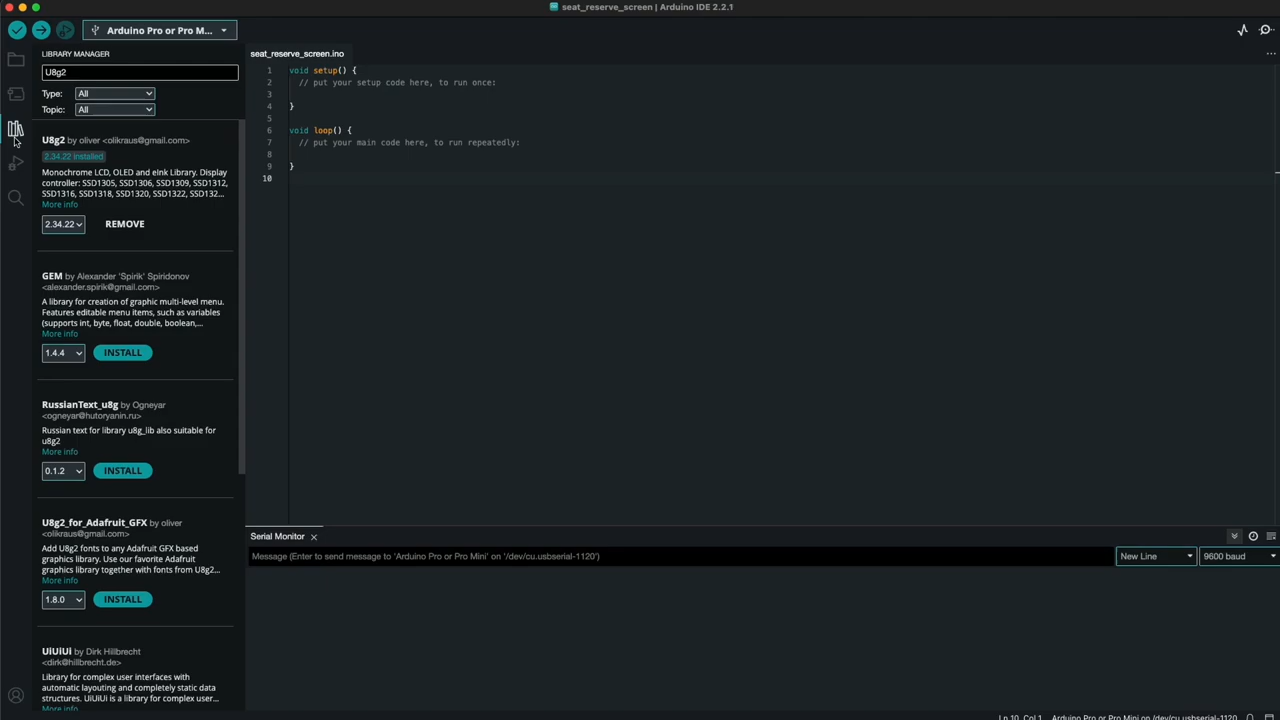 seat_reserve_screen | Arduino IDE 2.2.1
Arduino Pro or Pro M...
LIBRARY MANAGER
U8g2
Type: All
Topic: All
U8g2 by oliver <olikraus@gmail.com>
2.34.22 installed
Monochrome LCD, OLED and eInk Library. Display
controller: SSD1305, SSD1306, SSD1309, SSD1312,
SSD1316, SSD1318, SSD1320, SSD1322, SSD132...
More info
2.34.22 REMOVE
GEM by Alexander 'Spirik' Spiridonov
<alexander.spirik@gmail.com>
A library for creation of graphic multi-level menu.
Features editable menu items, such as variables
(supports int, byte, float, double, boolean,...
More info
1.4.4 INSTALL
RussianText_u8g by Ogneyar
<ogneyar@hutoryanin.ru>
Russian text for library u8g_lib also suitable for
u8g2
More info
0.1.2 INSTALL
U8g2_for_Adafruit_GFX by oliver
<olikraus@gmail.com>
Add U8g2 fonts to any Adafruit GFX based
graphics library. Use our favorite Adafruit
graphics library together with fonts from U8g2...
More info
1.8.0 INSTALL
UiUiUi by Dirk Hillbrecht
<dirk@hillbrecht.de>
Library for complex user interfaces with
automatic layouting and completely static data
structures. UiUiUi is a library for complex user...
More info
seat_reserve_screen.ino
1 void setup() {
2 // put your setup code here, to run once:
3
4 }
5
6 void loop() {
7 // put your main code here, to run repeatedly:
8
9 }
10
Serial Monitor
Message (Enter to send message to 'Arduino Pro or Pro Mini' on '/dev/cu.usbserial-1120')
New Line
9600 baud
Ln 10, Col 1 Arduino Pro or Pro Mini on /dev/cu.usbserial-1120